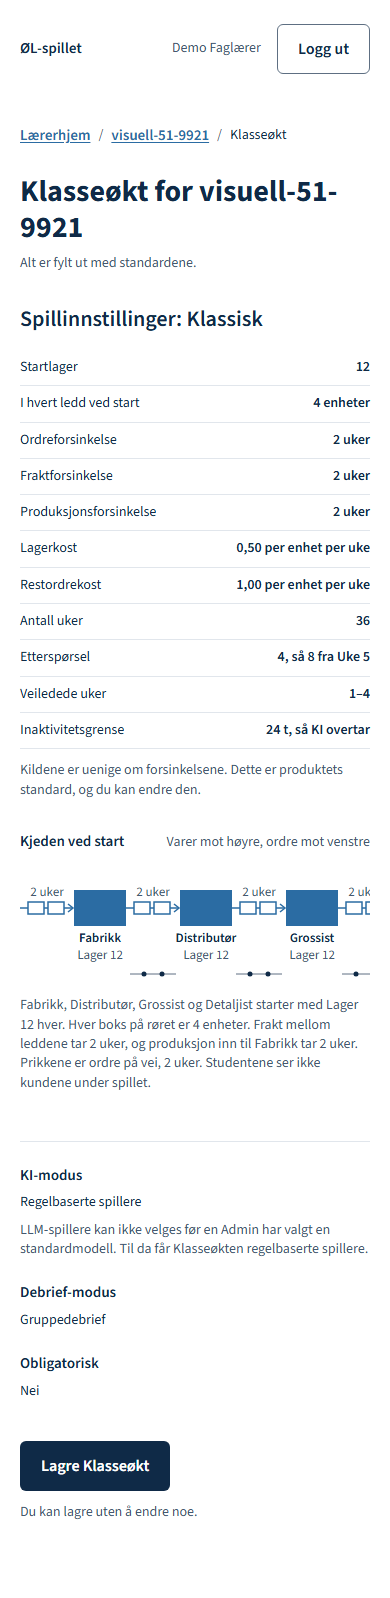 ØL-spillet
Demo Faglærer
Logg ut
Lærerhjem / visuell-51-9921 / Klasseøkt
Klasseøkt for visuell-51-
9921
Alt er fylt ut med standardene.
Spillinnstillinger: Klassisk
Startlager 12
I hvert ledd ved start 4 enheter
Ordreforsinkelse 2 uker
Fraktforsinkelse 2 uker
Produksjonsforsinkelse 2 uker
Lagerkost 0,50 per enhet per uke
Restordrekost 1,00 per enhet per uke
Antall uker 36
Etterspørsel 4, så 8 fra Uke 5
Veiledede uker 1–4
Inaktivitetsgrense 24 t, så KI overtar
Kildene er uenige om forsinkelsene. Dette er produktets
standard, og du kan endre den.
Kjeden ved start Varer mot høyre, ordre mot venstre
2 uker 2 uker 2 uker 2 uk
Fabrikk Distributør Grossist
Lager 12 Lager 12 Lager 12
Fabrikk, Distributør, Grossist og Detaljist starter med Lager
12 hver. Hver boks på røret er 4 enheter. Frakt mellom
leddene tar 2 uker, og produksjon inn til Fabrikk tar 2 uker.
Prikkene er ordre på vei, 2 uker. Studentene ser ikke
kundene under spillet.
KI-modus
Regelbaserte spillere
LLM-spillere kan ikke velges før en Admin har valgt en
standardmodell. Til da får Klasseøkten regelbaserte spillere.
Debrief-modus
Gruppedebrief
Obligatorisk
Nei
Lagre Klasseøkt
Du kan lagre uten å endre noe.